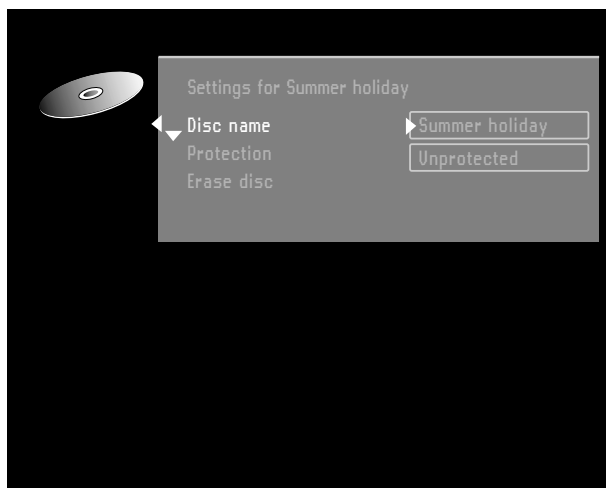 Settings for Summer holiday
Disc name Summer holiday
Protection Unprotected
Erase disc